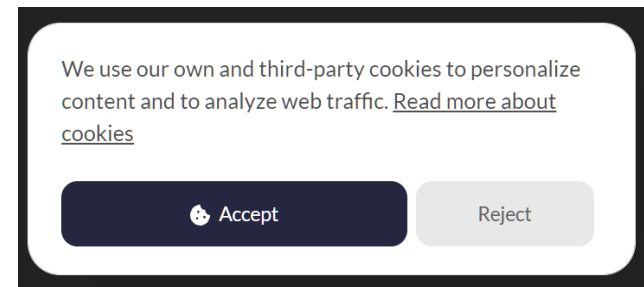 We use our own and third-party cookies to personalize
content and to analyze web traffic. Read more about
cookies
Accept
Reject